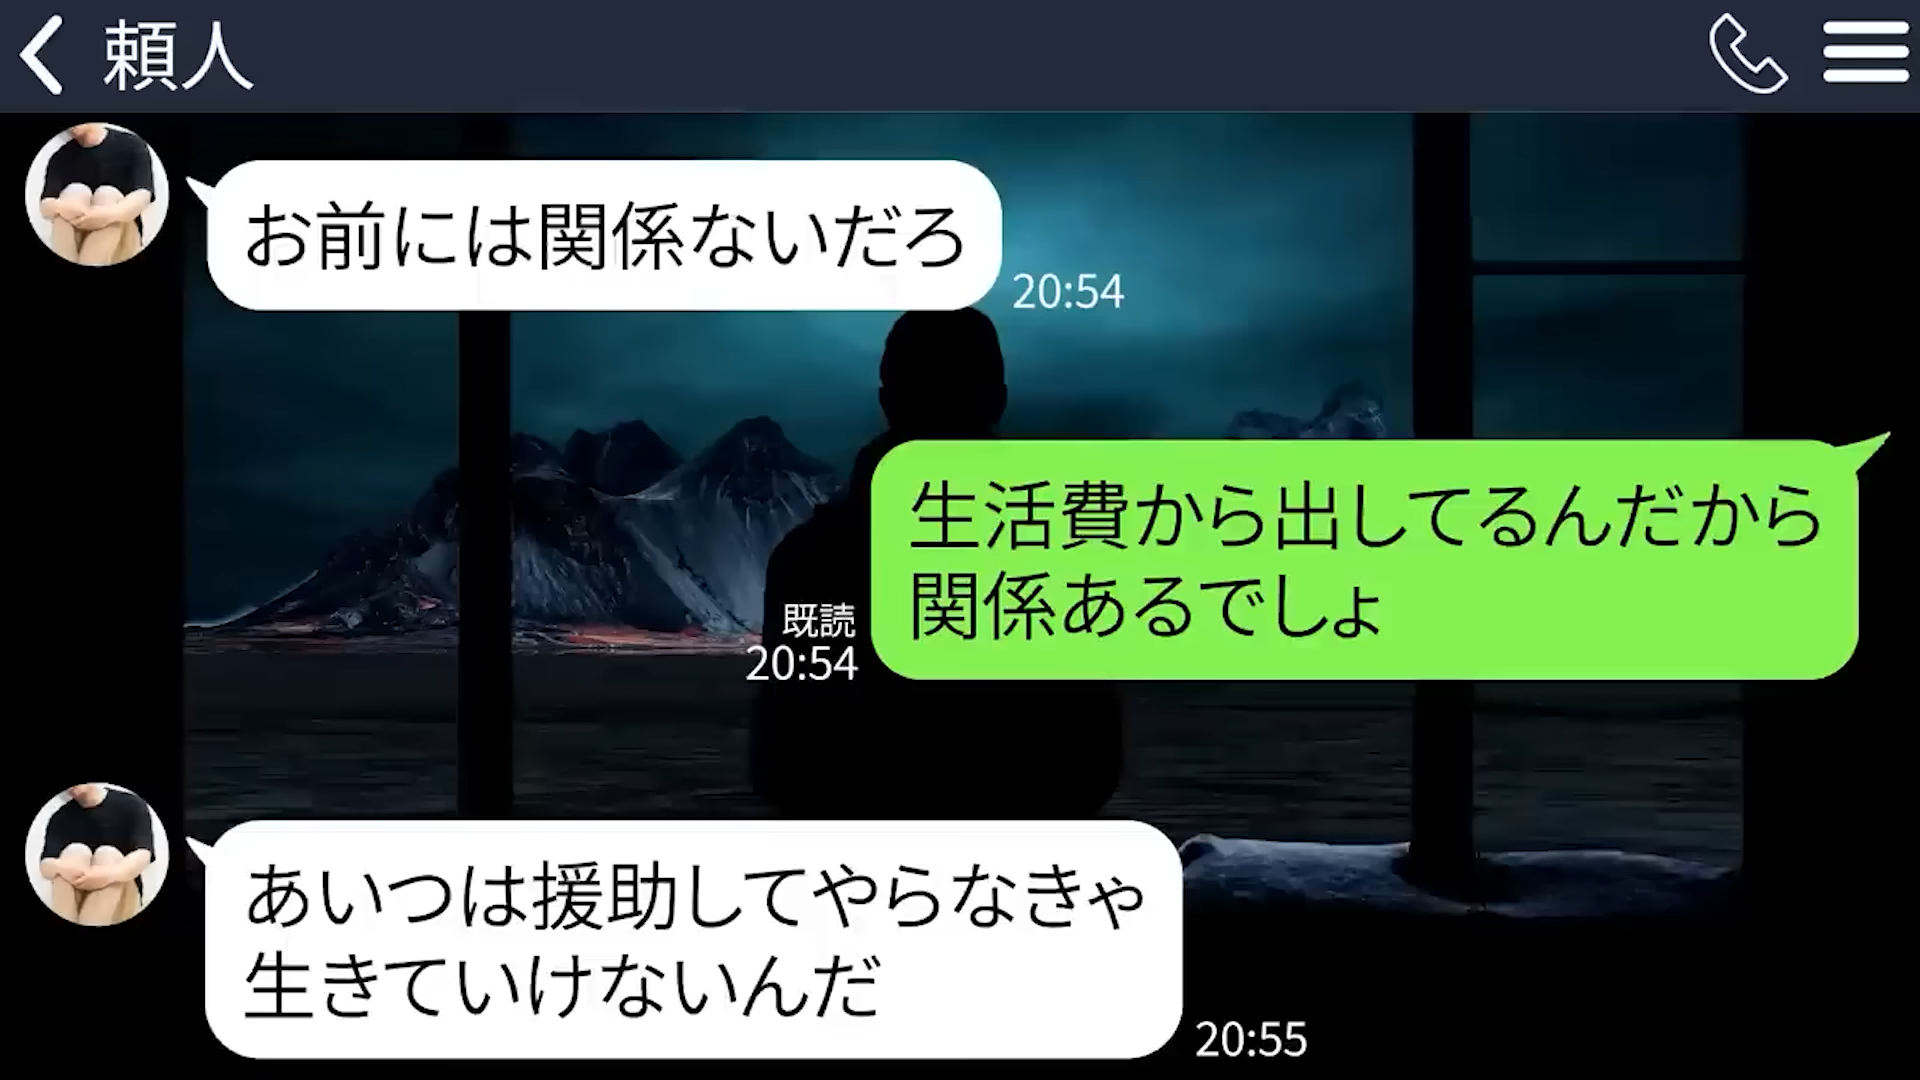 頼人
お前には関係ないだろ
20:54
生活費から出してるんだから
関係あるでしょ
既読
20:54
あいつは援助してやらなきゃ
生きていけないんだ
20:55